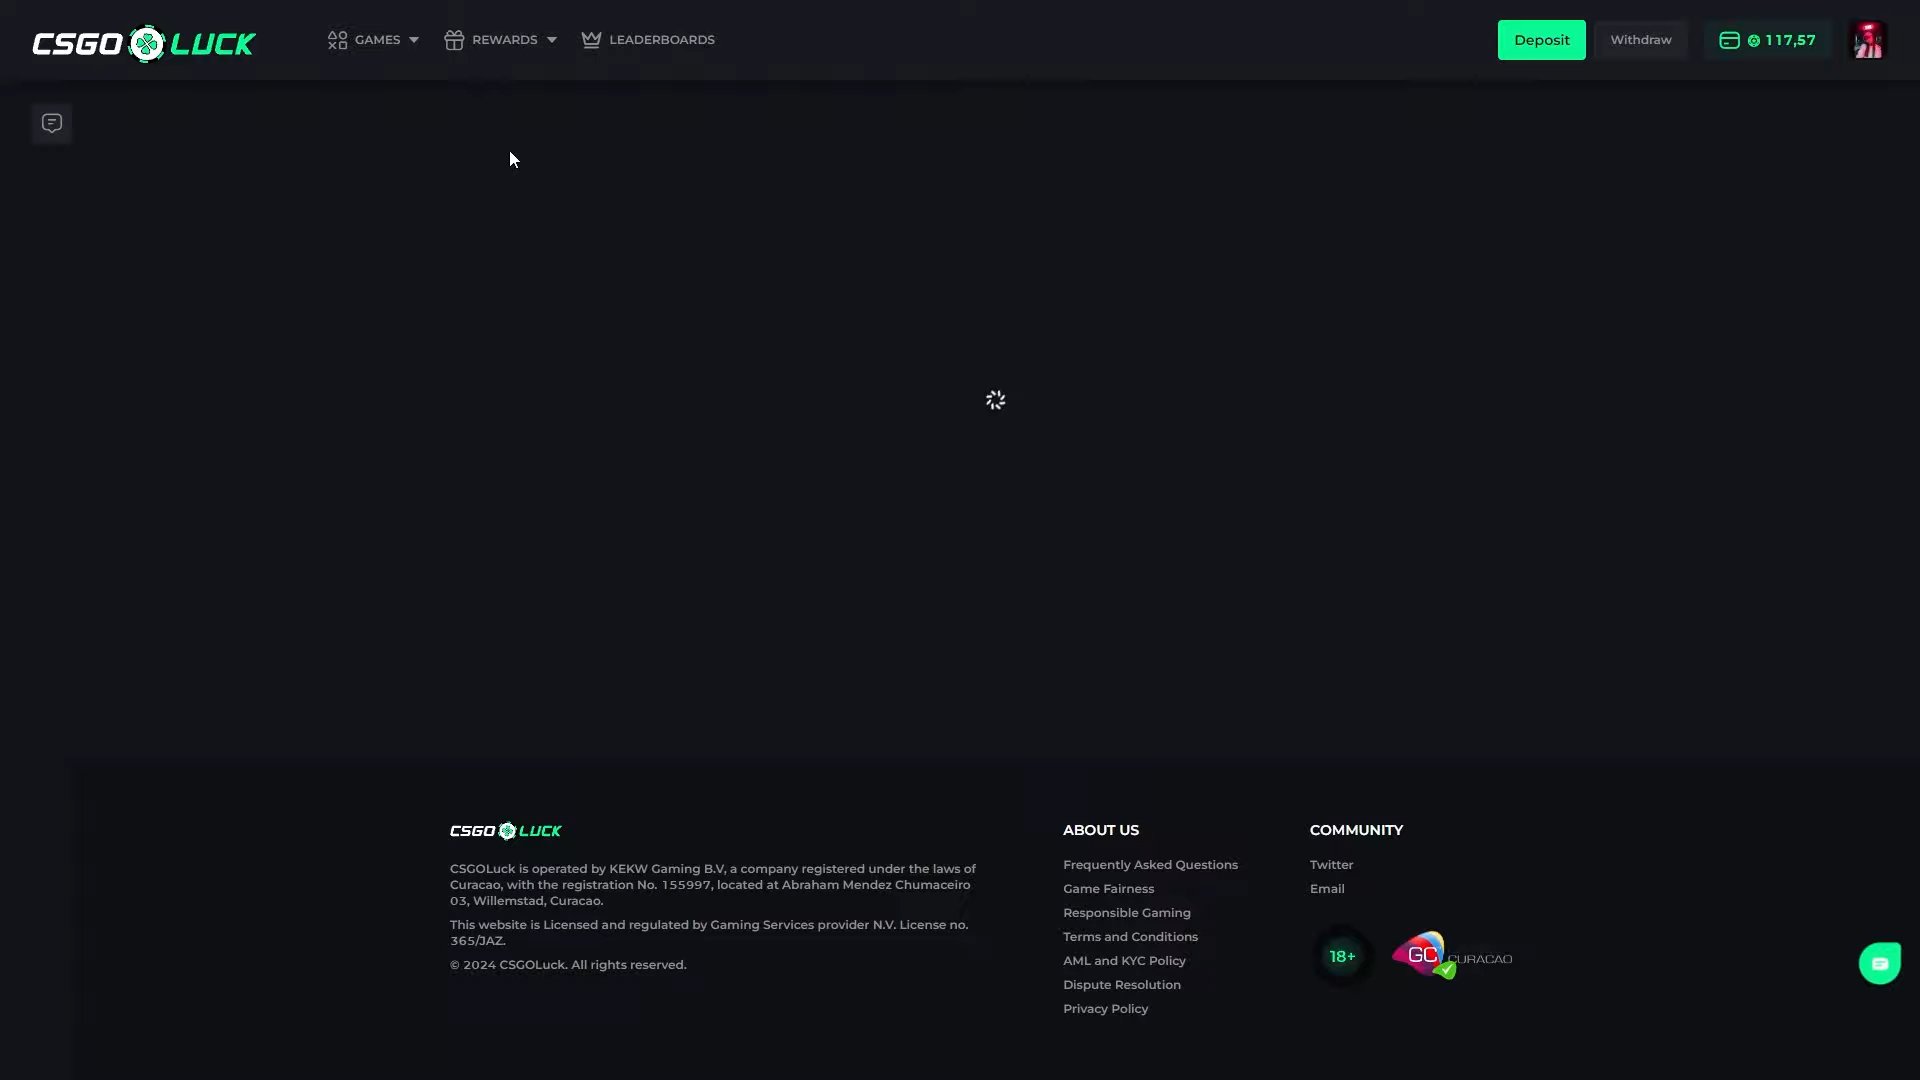 CSGO LUCK
GAMES
REWARDS
LEADERBOARDS
Deposit
Withdraw
117,57
CSGO LUCK
CSGOLuck is operated by KEKW Gaming B.V, a company registered under the laws of
Curacao, with the registration No. 155997, located at Abraham Mendez Chumaceiro
03, Willemstad, Curacao.
This website is Licensed and regulated by Gaming Services provider N.V. License no.
365/JAZ.
© 2024 CSGOLuck. All rights reserved.
ABOUT US
Frequently Asked Questions
Game Fairness
Responsible Gaming
Terms and Conditions
AML and KYC Policy
Dispute Resolution
Privacy Policy
COMMUNITY
Twitter
Email
18+
GC CURACAO